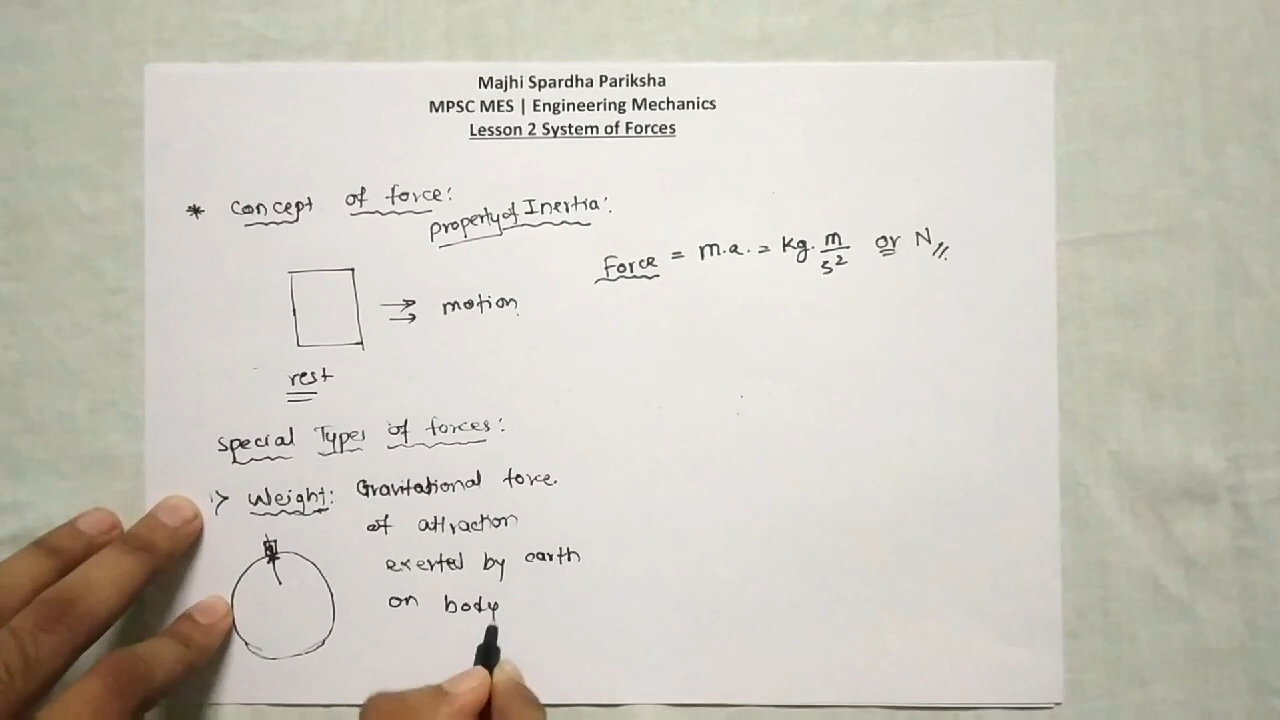 Majhi Spardha Pariksha
MPSC MES | Engineering Mechanics
Lesson 2 System of Forces
* Concept of force:
property of Inertia:
Force = m.a. = kg. m/s² or N
motion
rest
Special Types of forces:
1> Weight: Gravitational force
of attraction
exerted by earth
on body